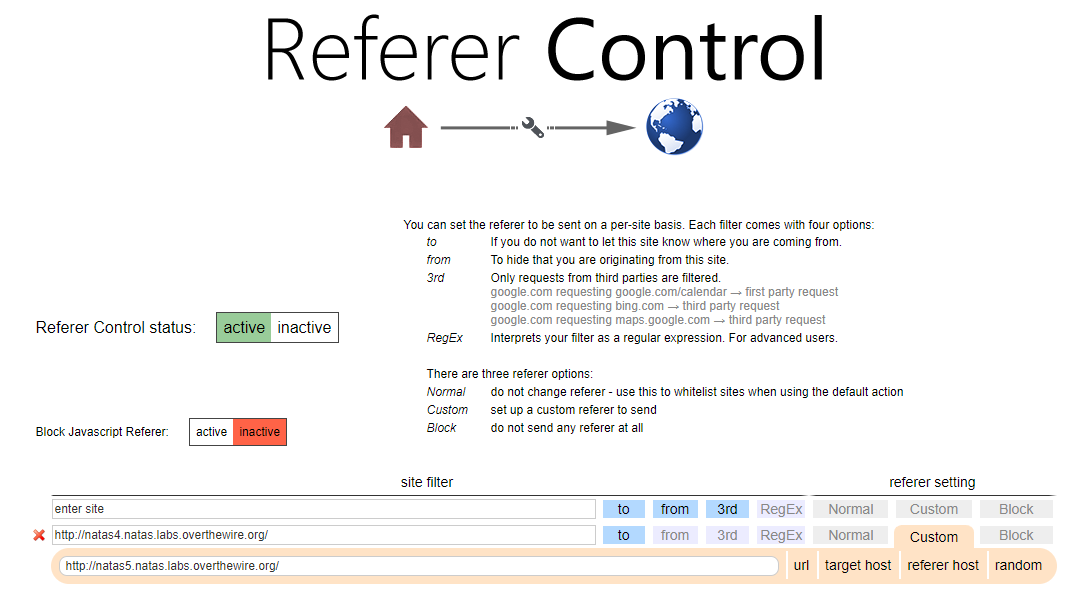 Referer Control
You can set the referer to be sent on a per-site basis. Each filter comes with four options:
to If you do not want to let this site know where you are coming from.
from To hide that you are originating from this site.
3rd Only requests from third parties are filtered.
google.com requesting google.com/calendar → first party request
google.com requesting bing.com → third party request
google.com requesting maps.google.com → third party request
RegEx Interprets your filter as a regular expression. For advanced users.
Referer Control status: active inactive
There are three referer options:
Normal do not change referer - use this to whitelist sites when using the default action
Custom set up a custom referer to send
Block do not send any referer at all
Block Javascript Referer: active inactive
site filter referer setting
enter site to from 3rd RegEx Normal Custom Block
http://natas4.natas.labs.overthewire.org/ to from 3rd RegEx Normal Custom Block
http://natas5.natas.labs.overthewire.org/ url target host referer host random